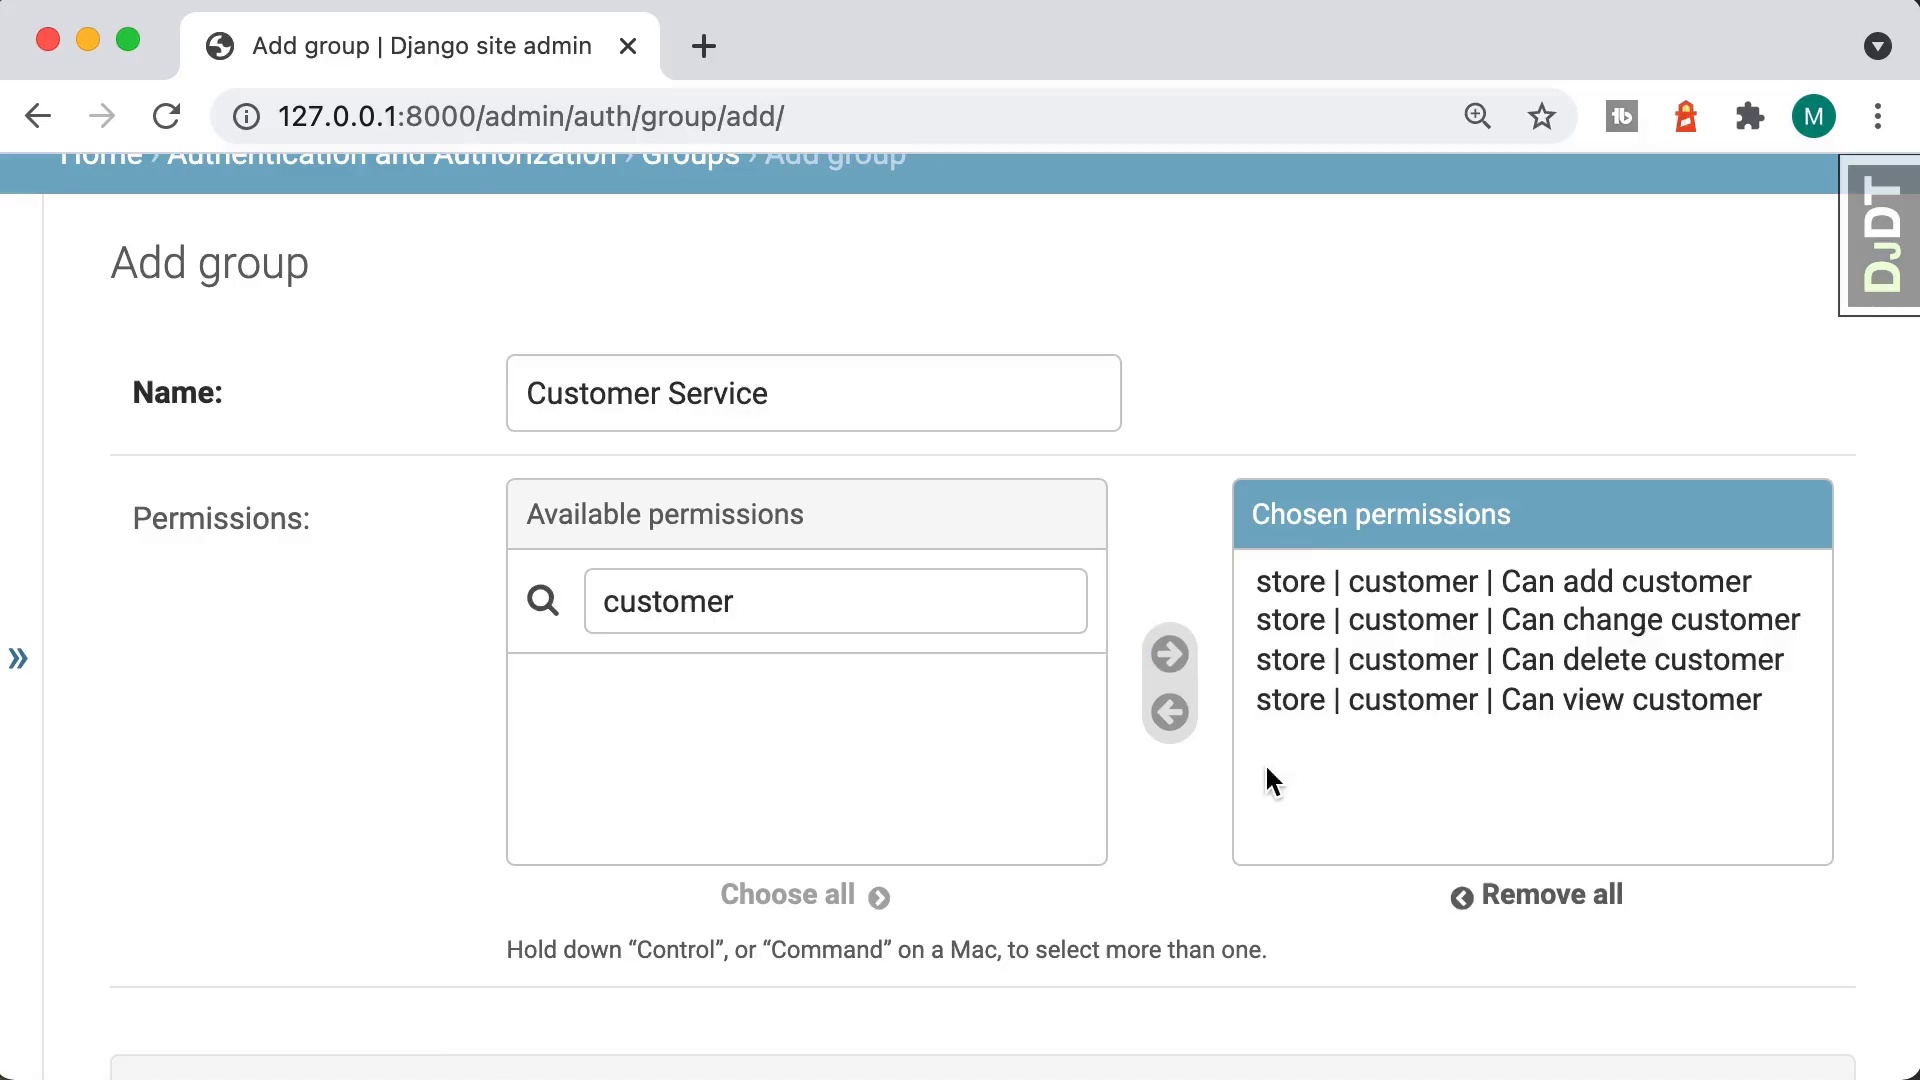 Add group | Django site admin
127.0.0.1:8000/admin/auth/group/add/
M
Home › Authentication and Authorization › Groups › Add group
DJDT
Add group
Name:
Customer Service
Permissions:
Available permissions
customer
Choose all
Chosen permissions
store | customer | Can add customer
store | customer | Can change customer
store | customer | Can delete customer
store | customer | Can view customer
Remove all
Hold down “Control”, or “Command” on a Mac, to select more than one.